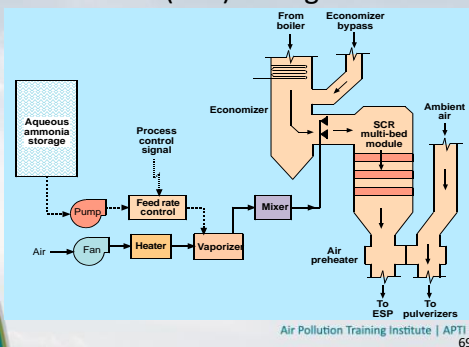 From
boiler
Economizer
bypass
Economizer
Aqueous
ammonia
storage
Process
control
signal
SCR
multi-bed
module
Ambient
air
Pump
Feed rate
control
Mixer
Air
Fan
Heater
Vaporizer
Air
preheater
To
ESP
To
pulverizers
Air Pollution Training Institute | APTI
69